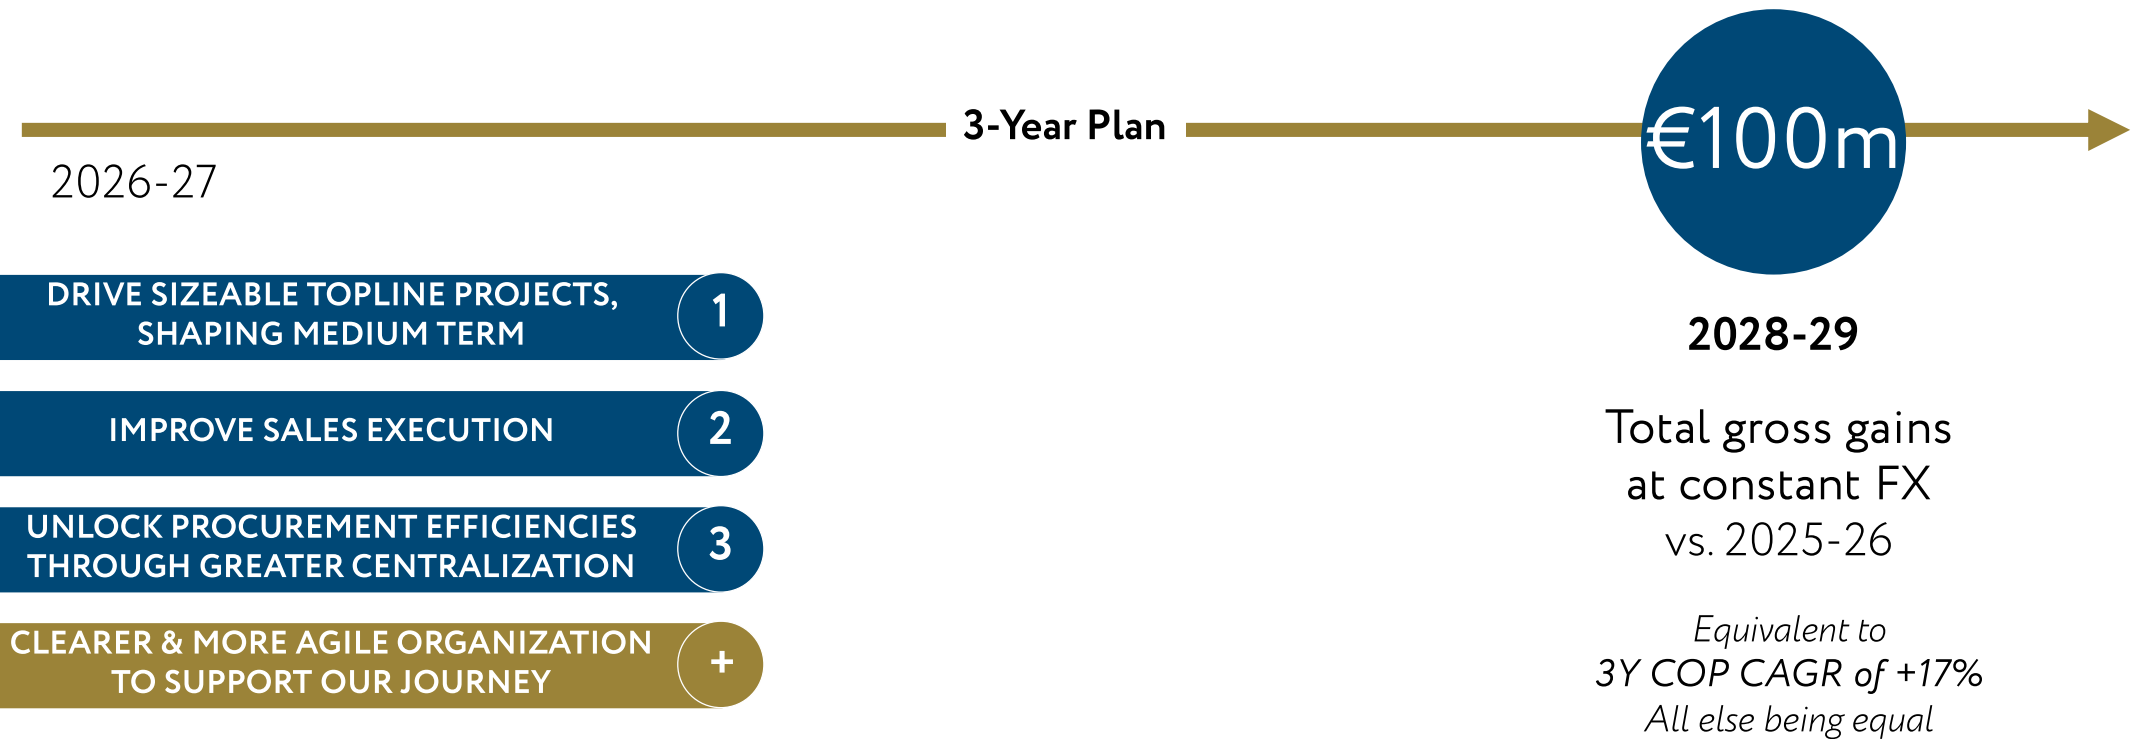 3-Year Plan
€100m
2026-27
DRIVE SIZEABLE TOPLINE PROJECTS,
SHAPING MEDIUM TERM
1
IMPROVE SALES EXECUTION
2
UNLOCK PROCUREMENT EFFICIENCIES
THROUGH GREATER CENTRALIZATION
3
CLEARER & MORE AGILE ORGANIZATION
TO SUPPORT OUR JOURNEY
+
2028-29
Total gross gains
at constant FX
vs. 2025-26
Equivalent to
3Y COP CAGR of +17%
All else being equal